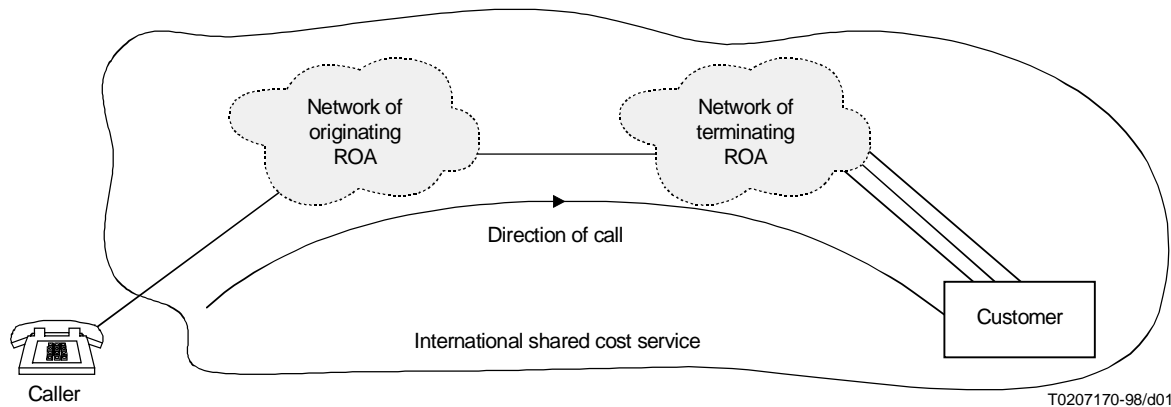 Network of
originating
ROA
Network of
terminating
ROA
Direction of call
Customer
International shared cost service
Caller
T0207170-98/d01